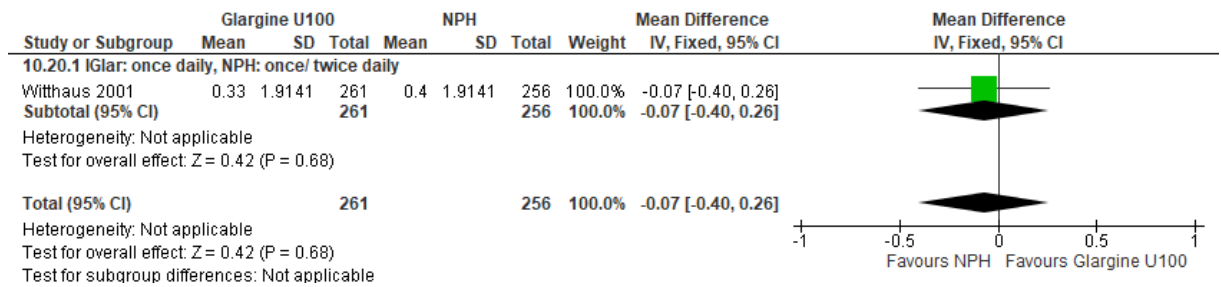 Glargine U100 NPH Mean Difference Mean Difference
Study or Subgroup Mean SD Total Mean SD Total Weight IV, Fixed, 95% CI IV, Fixed, 95% CI
10.20.1 IGlar: once daily, NPH: once/ twice daily
Witthaus 2001 0.33 1.9141 261 0.4 1.9141 256 100.0% -0.07 [-0.40, 0.26]
Subtotal (95% CI) 261 256 100.0% -0.07 [-0.40, 0.26]
Heterogeneity: Not applicable
Test for overall effect: Z = 0.42 (P = 0.68)
Total (95% CI) 261 256 100.0% -0.07 [-0.40, 0.26]
Heterogeneity: Not applicable
Test for overall effect: Z = 0.42 (P = 0.68)
Test for subgroup differences: Not applicable
-1 -0.5 0 0.5 1
Favours NPH Favours Glargine U100